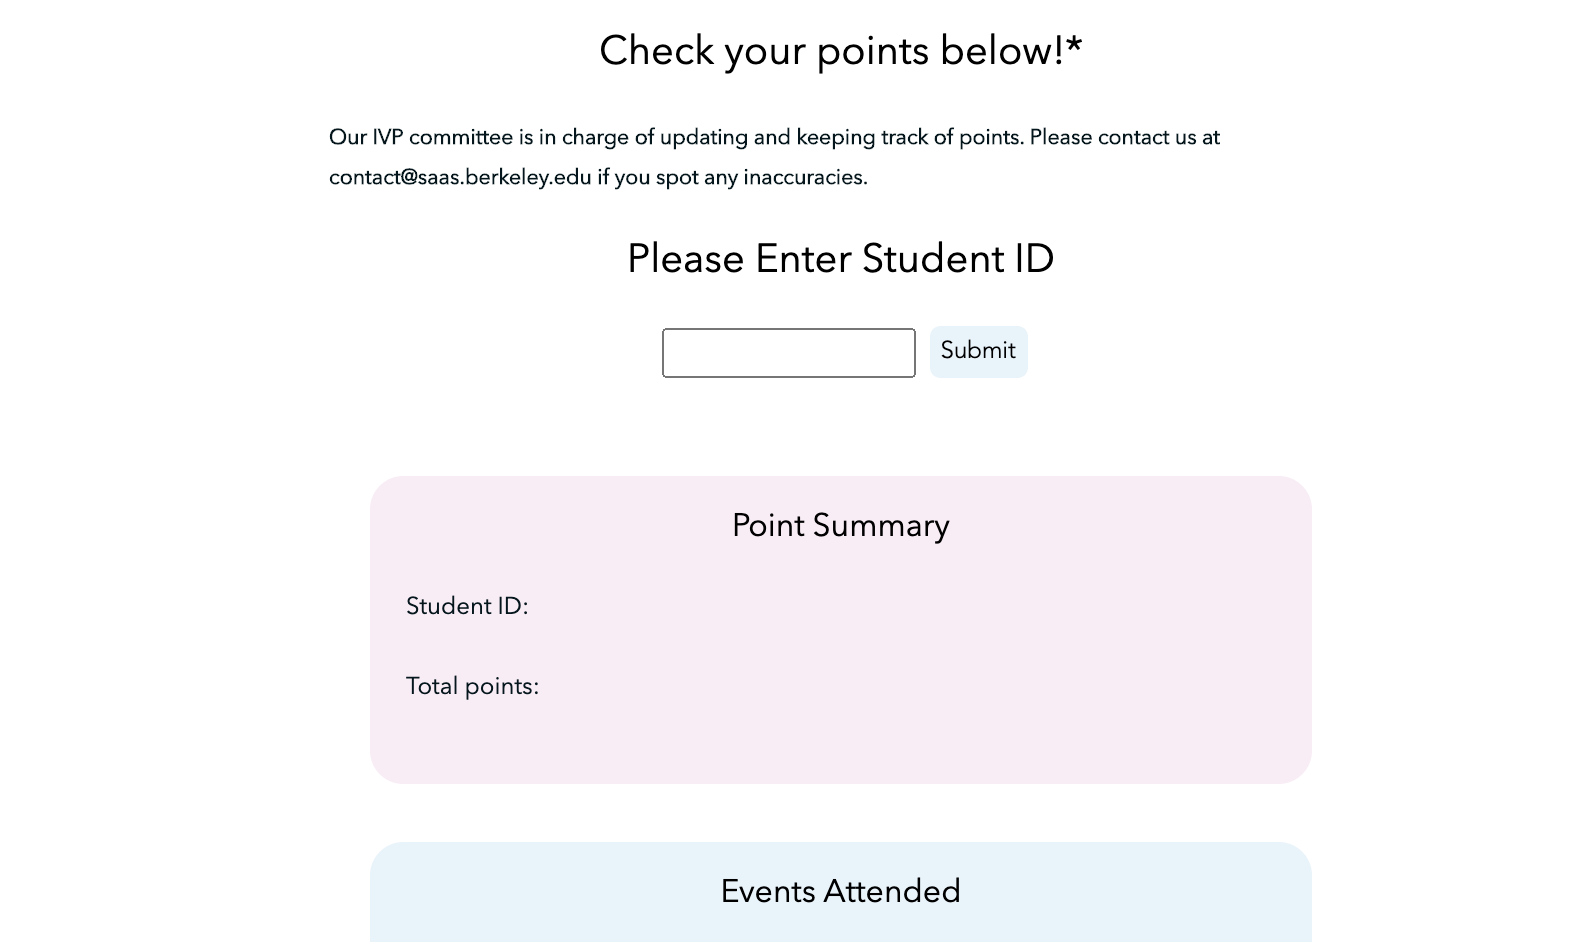 Check your points below!*
Our IVP committee is in charge of updating and keeping track of points. Please contact us at
contact@saas.berkeley.edu if you spot any inaccuracies.
Please Enter Student ID
Submit
Point Summary
Student ID:
Total points:
Events Attended